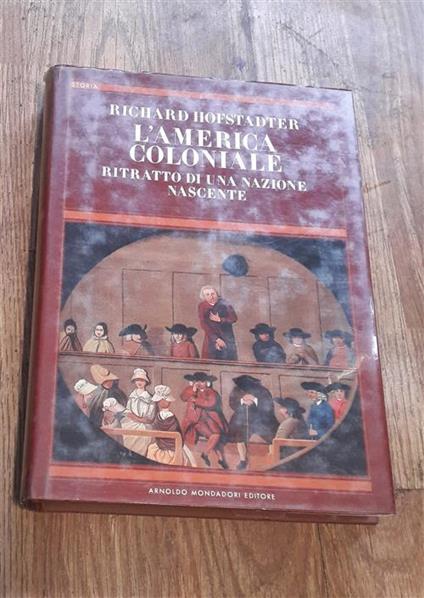 STORIA
RICHARD HOFSTADTER
L'AMERICA
COLONIALE
RITRATTO DI UNA NAZIONE
NASCENTE
ARNOLDO MONDADORI EDITORE